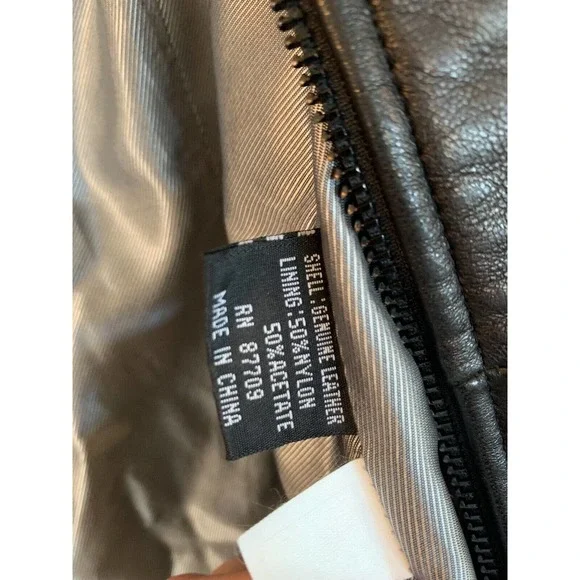 SHELL:GENUINE LEATHER
LINING:50%NYLON
50%ACETATE
RN 87709
MADE IN CHINA